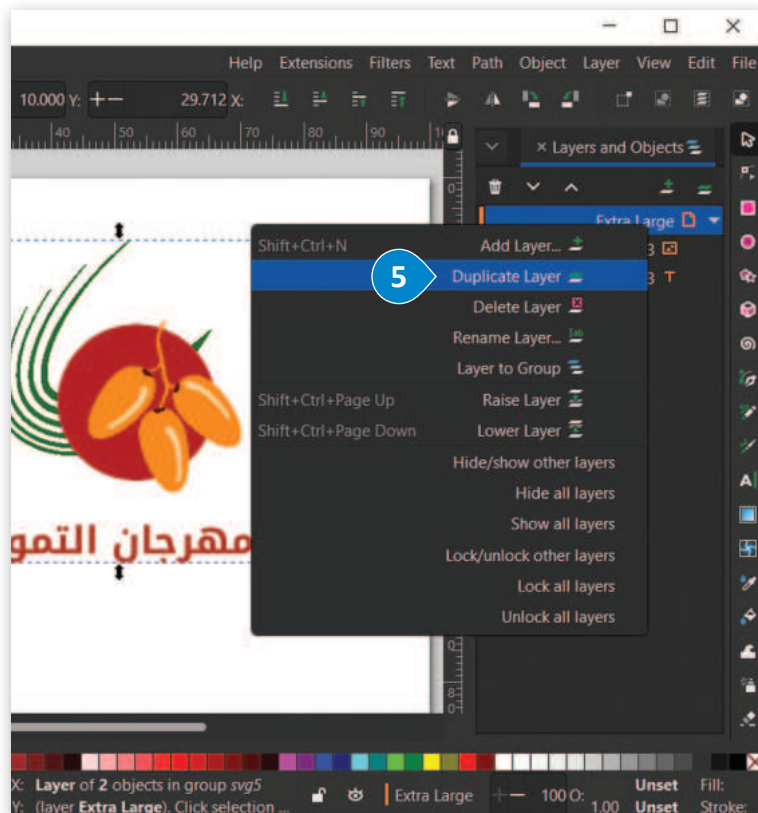 Help Extensions Filters Text Path Object Layer View Edit File
10.000 Y: 29.712 X:
40 50 60 70 80 90
× Layers and Objects
0
Extra Large
3
3
Shift+Ctrl+N Add Layer...
5 Duplicate Layer
Delete Layer
Rename Layer...
Layer to Group
Shift+Ctrl+Page Up Raise Layer
Shift+Ctrl+Page Down Lower Layer
Hide/show other layers
Hide all layers
Show all layers
Lock/unlock other layers
Lock all layers
Unlock all layers
مهرجان التمو
X: Layer of 2 objects in group svg5
Y: (layer Extra Large). Click selection ...
Extra Large 100 O: Unset Fill:
1.00 Unset Stroke: